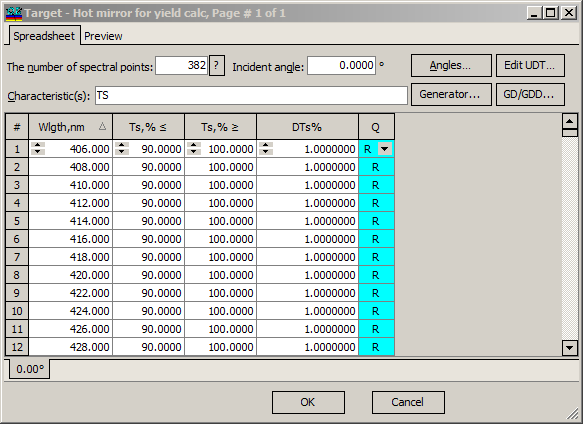 Target - Hot mirror for yield calc, Page # 1 of 1
Spreadsheet Preview
The number of spectral points: 382 ? Incident angle: 0.0000 ° Angles... Edit UDT...
Characteristic(s): TS Generator... GD/GDD...
# Wlgth,nm Ts,% ≤ Ts,% ≥ DTs% Q
1 406.000 90.0000 100.0000 1.0000000 R
2 408.000 90.0000 100.0000 1.0000000 R
3 410.000 90.0000 100.0000 1.0000000 R
4 412.000 90.0000 100.0000 1.0000000 R
5 414.000 90.0000 100.0000 1.0000000 R
6 416.000 90.0000 100.0000 1.0000000 R
7 418.000 90.0000 100.0000 1.0000000 R
8 420.000 90.0000 100.0000 1.0000000 R
9 422.000 90.0000 100.0000 1.0000000 R
10 424.000 90.0000 100.0000 1.0000000 R
11 426.000 90.0000 100.0000 1.0000000 R
12 428.000 90.0000 100.0000 1.0000000 R
0.00°
OK Cancel